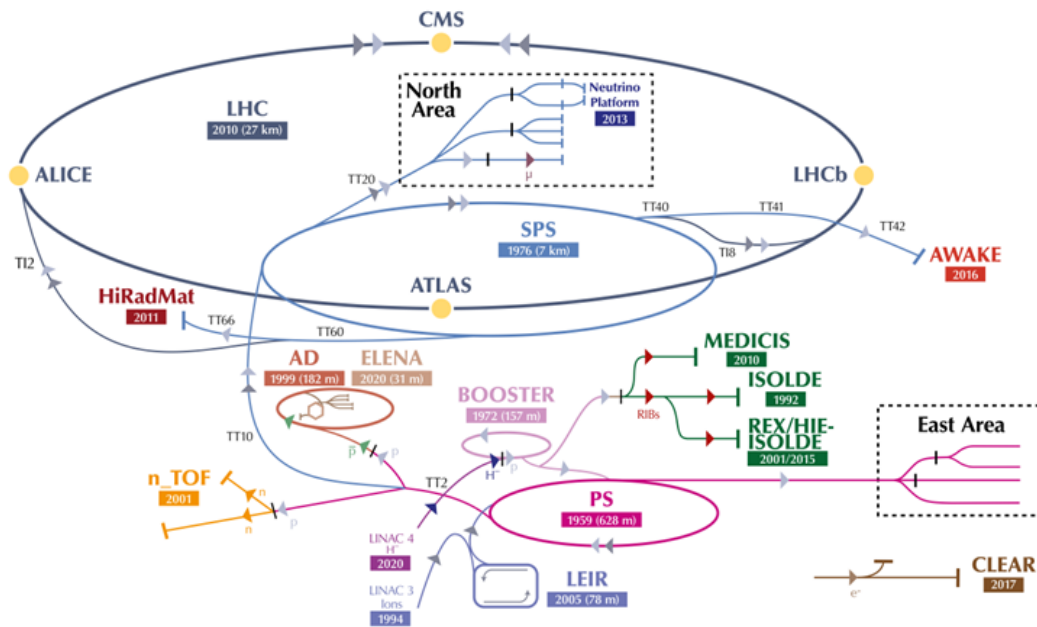 CMS
North
Area
Neutrino
Platform
2013
LHC
2010 (27 km)
μ
ALICE
LHCb
TT20
TT40
TT41
TT42
SPS
1976 (7 km)
TI8
AWAKE
2016
TI2
ATLAS
HiRadMat
2011
TT66
TT60
MEDICIS
2010
AD
1999 (182 m)
ELENA
2020 (31 m)
BOOSTER
1972 (157 m)
ISOLDE
1992
RIBs
REX/HIE-
ISOLDE
2001/2015
East Area
TT10
p̅
p
p
H⁻
n_TOF
2001
n
n
p
TT2
PS
1959 (628 m)
LINAC 4
H⁻
2020
LINAC 3
Ions
1994
LEIR
2005 (78 m)
CLEAR
2017
e⁻